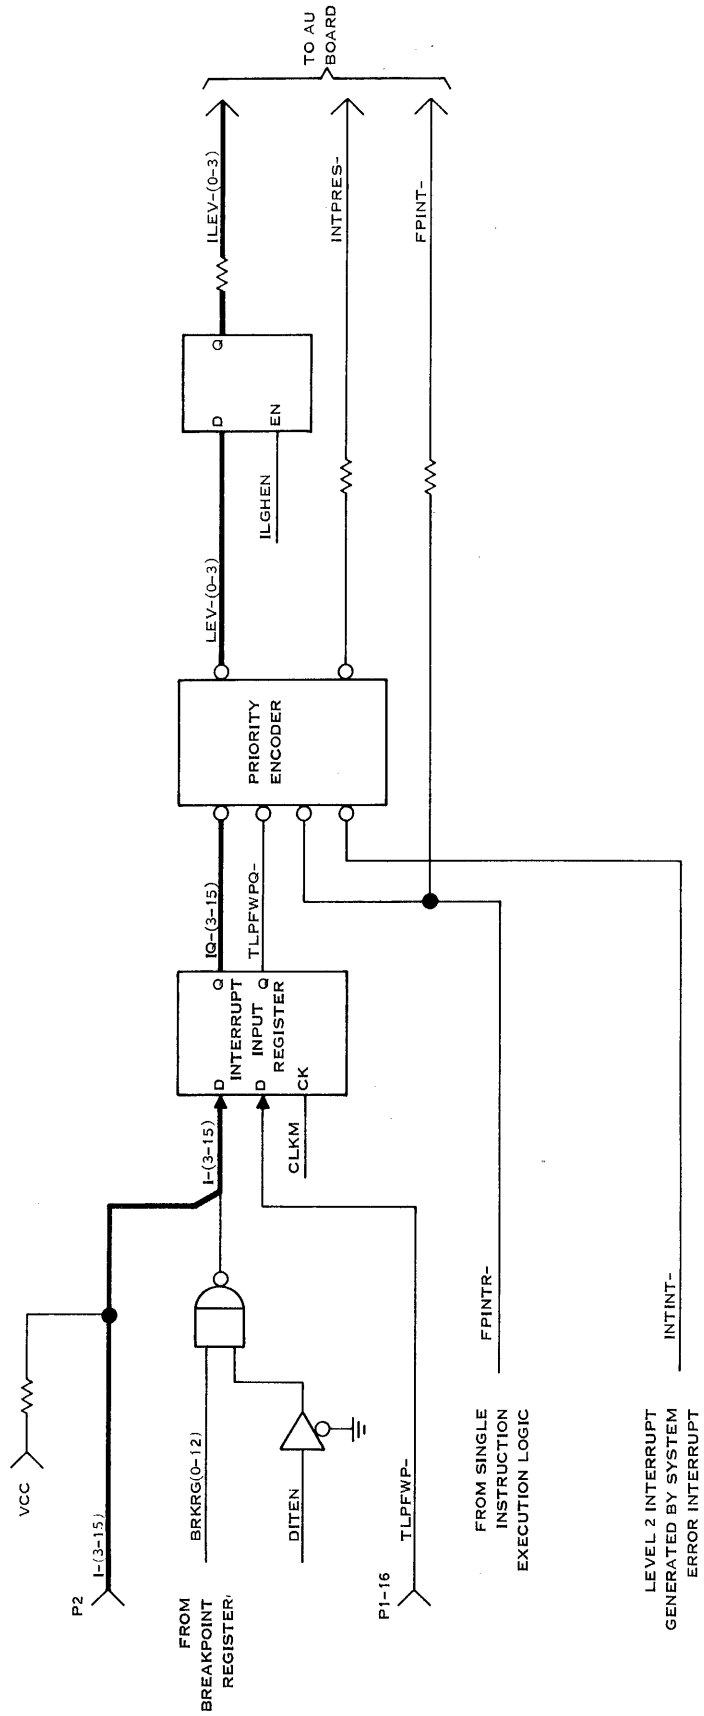 P2
I-(3-15)
VCC
FROM
BREAKPOINT
REGISTER
BRKRG(0-12)
DITEN
P1-16
TLPFWP-
FROM SINGLE
INSTRUCTION
EXECUTION LOGIC
FPINTR-
LEVEL 2 INTERRUPT
GENERATED BY SYSTEM
ERROR INTERRUPT
INTINT-
I-(3-15)
CLKM
D
D
CK
INTERRUPT
INPUT
REGISTER
Q
Q
IQ-(3-15)
TLPFWPQ-
PRIORITY
ENCODER
LEV-(0-3)
ILGHEN
D
EN
Q
ILEV-(0-3)
INTPRES-
FPINT-
TO AU
BOARD